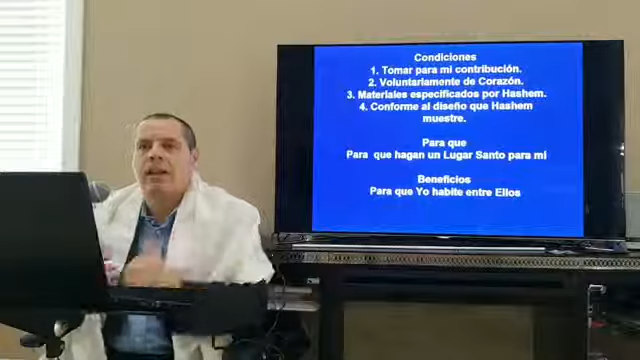 Condiciones
1. Tomar para mi contribución.
2. Voluntariamente de Corazón.
3. Materiales especificados por Hashem.
4. Conforme al diseño que Hashem
muestre.
Para que
Para que hagan un Lugar Santo para mi
Beneficios
Para que Yo habite entre Ellos